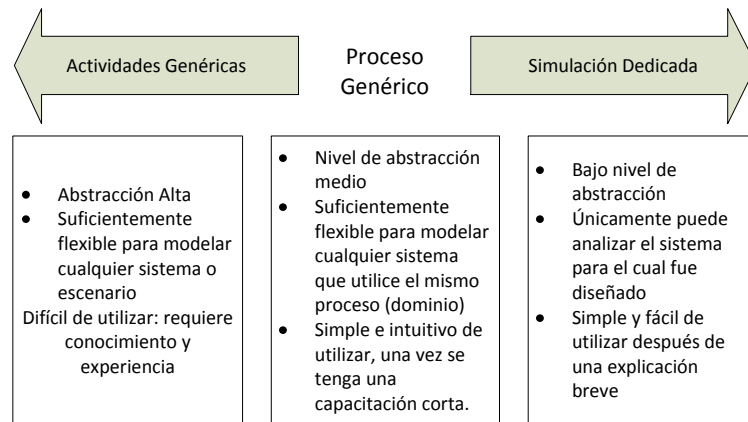 Actividades Genéricas
Proceso
Genérico
Simulación Dedicada
• Abstracción Alta
• Suficientemente
flexible para modelar
cualquier sistema o
escenario
Difícil de utilizar: requiere
conocimiento y
experiencia
• Nivel de abstracción
medio
• Suficientemente
flexible para modelar
cualquier sistema
que utilice el mismo
proceso (dominio)
• Simple e intuitivo de
utilizar, una vez se
tenga una
capacitación corta.
• Bajo nivel de
abstracción
• Únicamente puede
analizar el sistema
para el cual fue
diseñado
• Simple y fácil de
utilizar después de
una explicación
breve